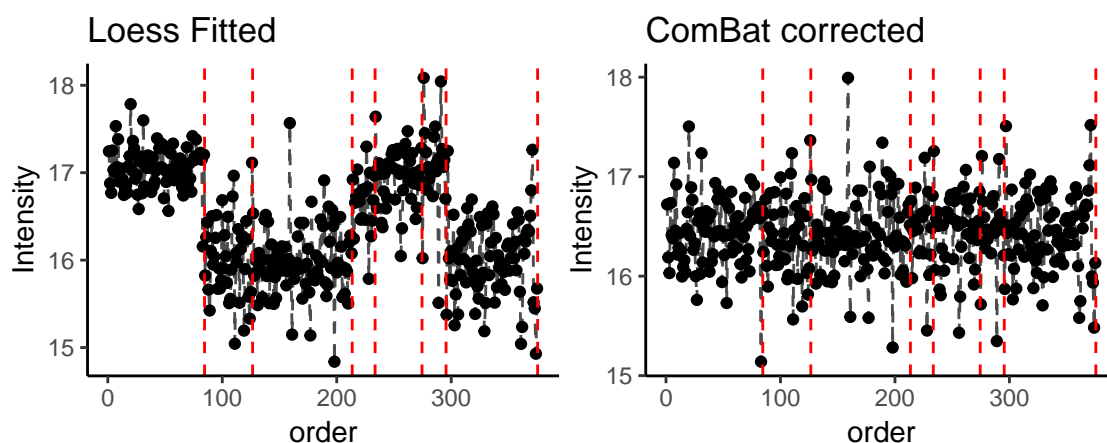 Loess Fitted
18
17
16
15
Intensity
0 100 200 300
order
ComBat corrected
18
17
16
15
Intensity
0 100 200 300
order